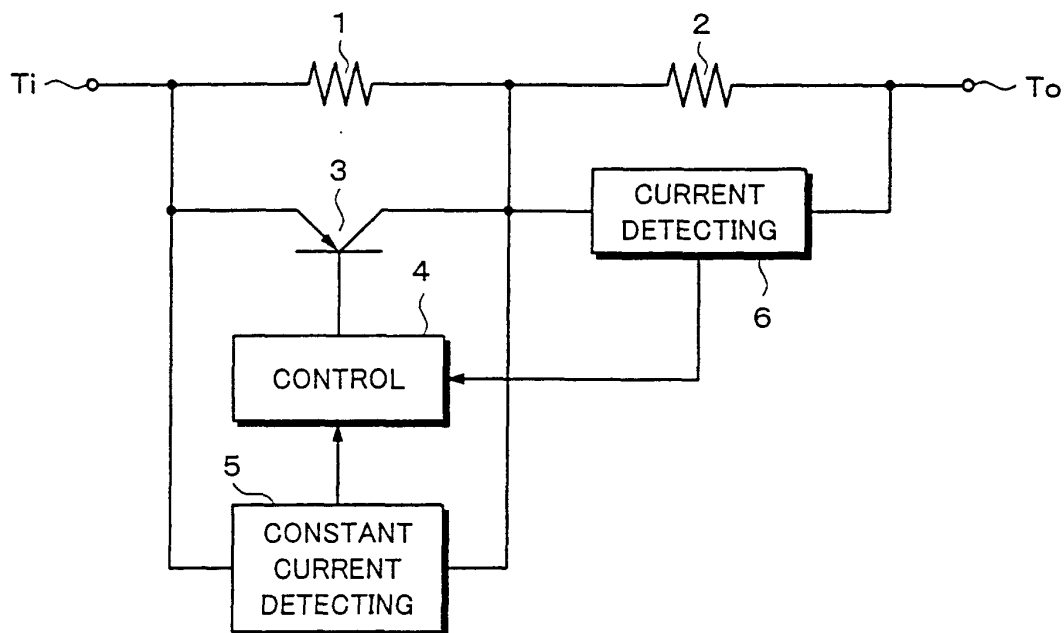 1
2
Ti
To
3
CURRENT
DETECTING
4
6
CONTROL
5
CONSTANT
CURRENT
DETECTING